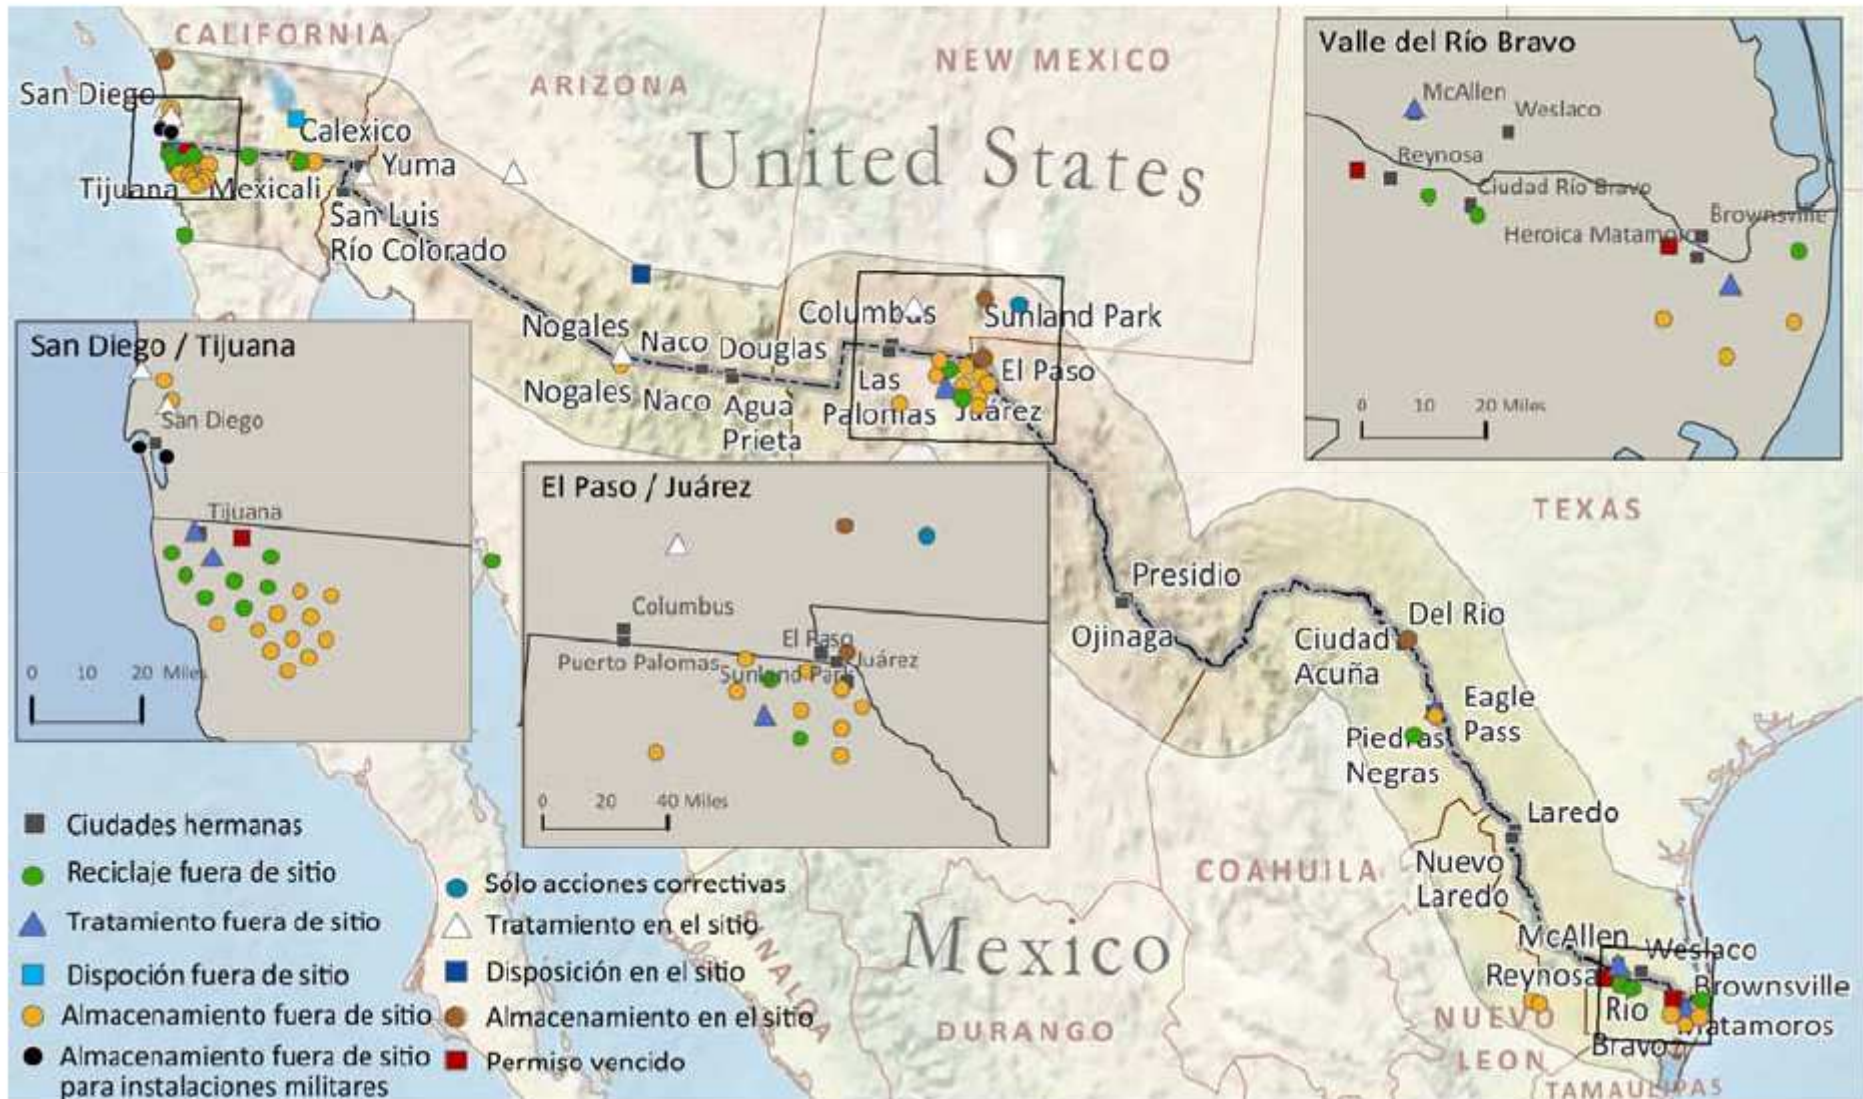 CALIFORNIA
ARIZONA
NEW MEXICO
United States
San Diego
Calexico
Yuma
Tijuana
Mexicali
San Luis
Río Colorado
Nogales
Naco
Douglas
Nogales
Naco
Agua
Prieta
Columbus
Sunland Park
Las
Palomas
El Paso
Juárez
Valle del Río Bravo
McAllen
Weslaco
Reynosa
Ciudad Río Bravo
Brownsville
Heroica Matamoro
0 10 20 Miles
San Diego / Tijuana
San Diego
Tijuana
0 10 20 Miles
El Paso / Juárez
Columbus
El Paso
Puerto Palomas
Juárez
Sunland Park
0 20 40 Miles
TEXAS
Presidio
Ojinaga
Del Rio
Ciudad
Acuña
Eagle
Pass
Piedras
Negras
Laredo
Nuevo
Laredo
COAHUILA
Mexico
McAllen
Weslaco
Reynosa
Brownsville
Rio
Bravo
Matamoros
DURANGO
NUEVO
LEON
TAMAULIPAS
Ciudades hermanas
Reciclaje fuera de sitio
Tratamiento fuera de sitio
Dispoción fuera de sitio
Almacenamiento fuera de sitio
Almacenamiento fuera de sitio
para instalaciones militares
Sólo acciones correctivas
Tratamiento en el sitio
Disposición en el sitio
Almacenamiento en el sitio
Permiso vencido